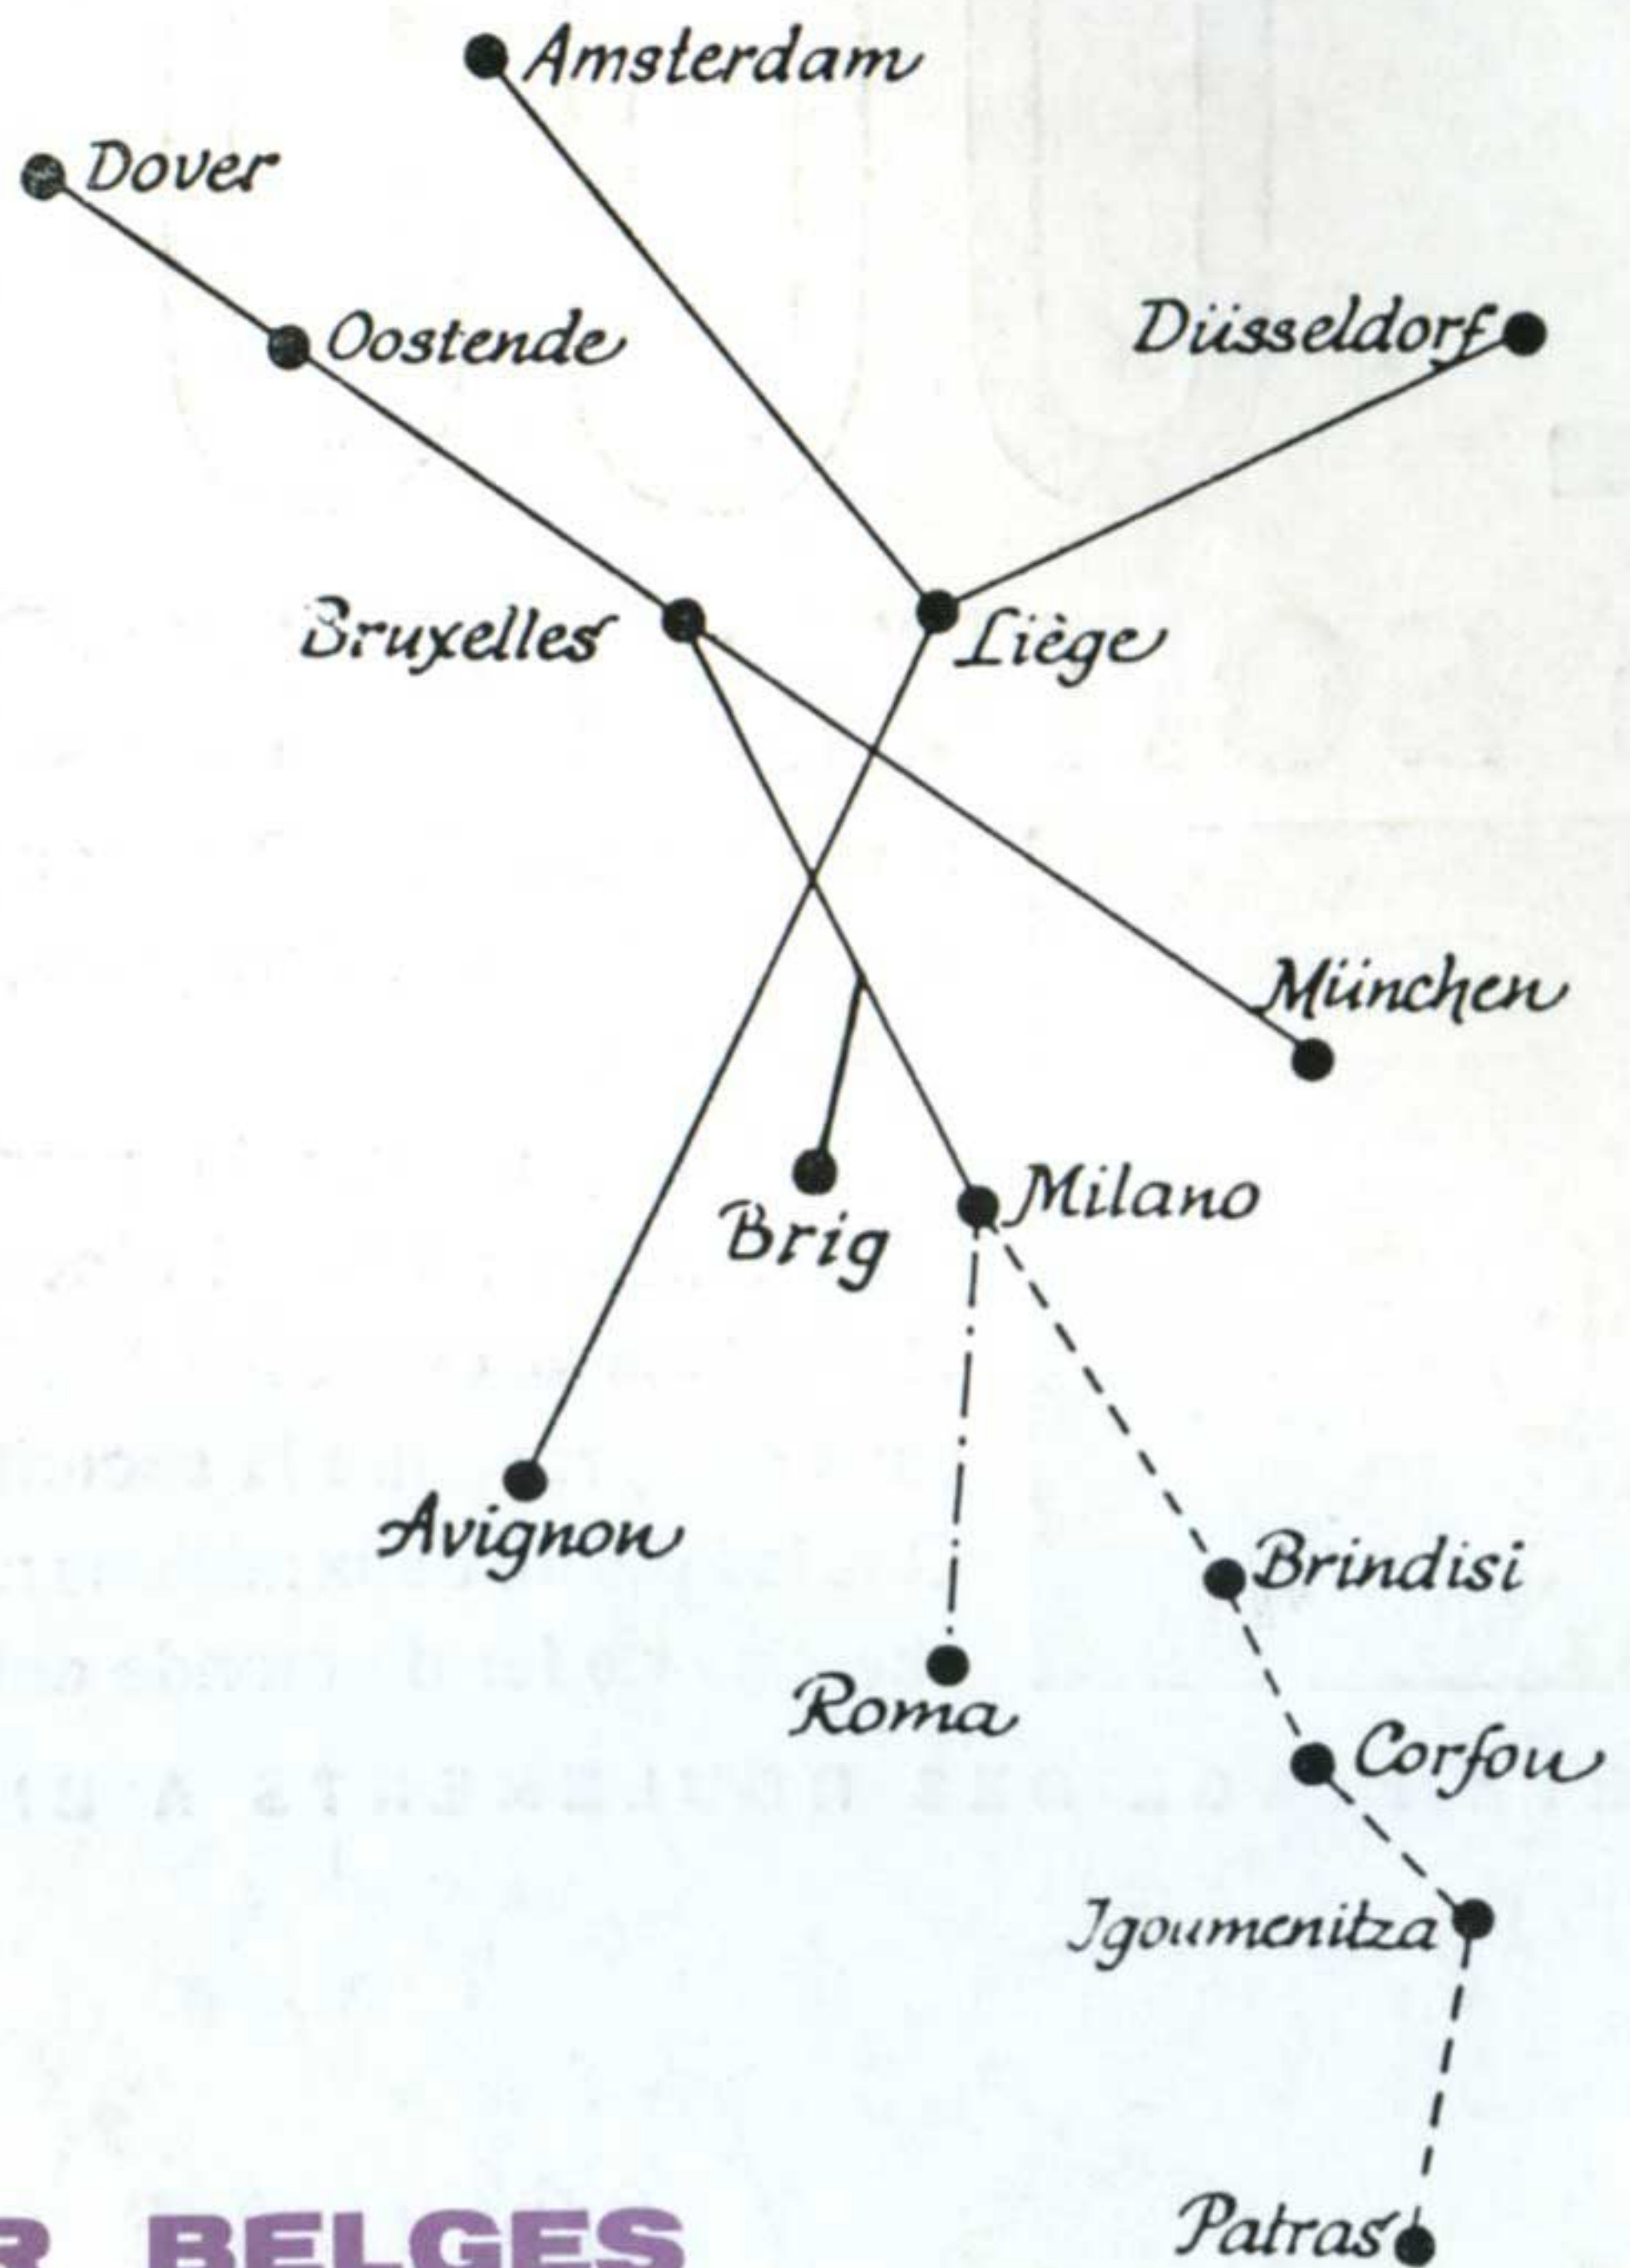 Amsterdam
Dover
Oostende
Düsseldorf
Bruxelles
Liège
München
Milano
Brig
Avignon
Brindisi
Roma
Corfou
Igoumenitza
Patras
R BELGES